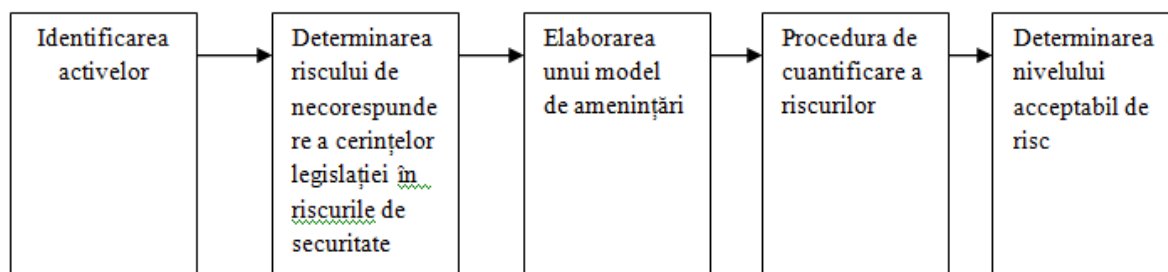 Identificarea
activelor
Determinarea
riscului de
necorespunde
re a cerințelor
legislației în
riscurile de
securitate
Elaborarea
unui model
de amenințări
Procedura de
cuantificare a
riscurilor
Determinarea
nivelului
acceptabil de
risc